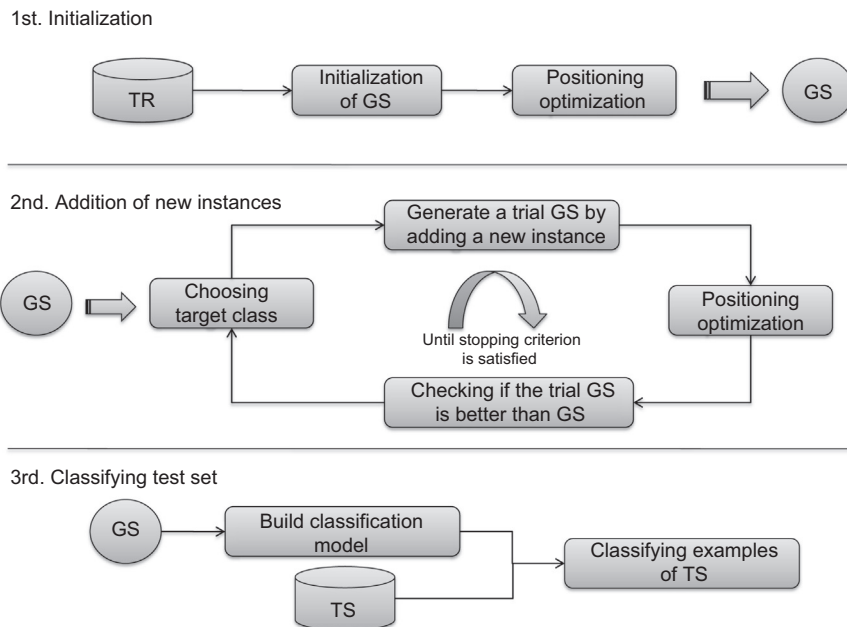 1st. Initialization
TR
Initialization
of GS
Positioning
optimization
GS
2nd. Addition of new instances
Generate a trial GS by
adding a new instance
GS
Choosing
target class
Positioning
optimization
Until stopping criterion
is satisfied
Checking if the trial GS
is better than GS
3rd. Classifying test set
GS
Build classification
model
Classifying examples
of TS
TS